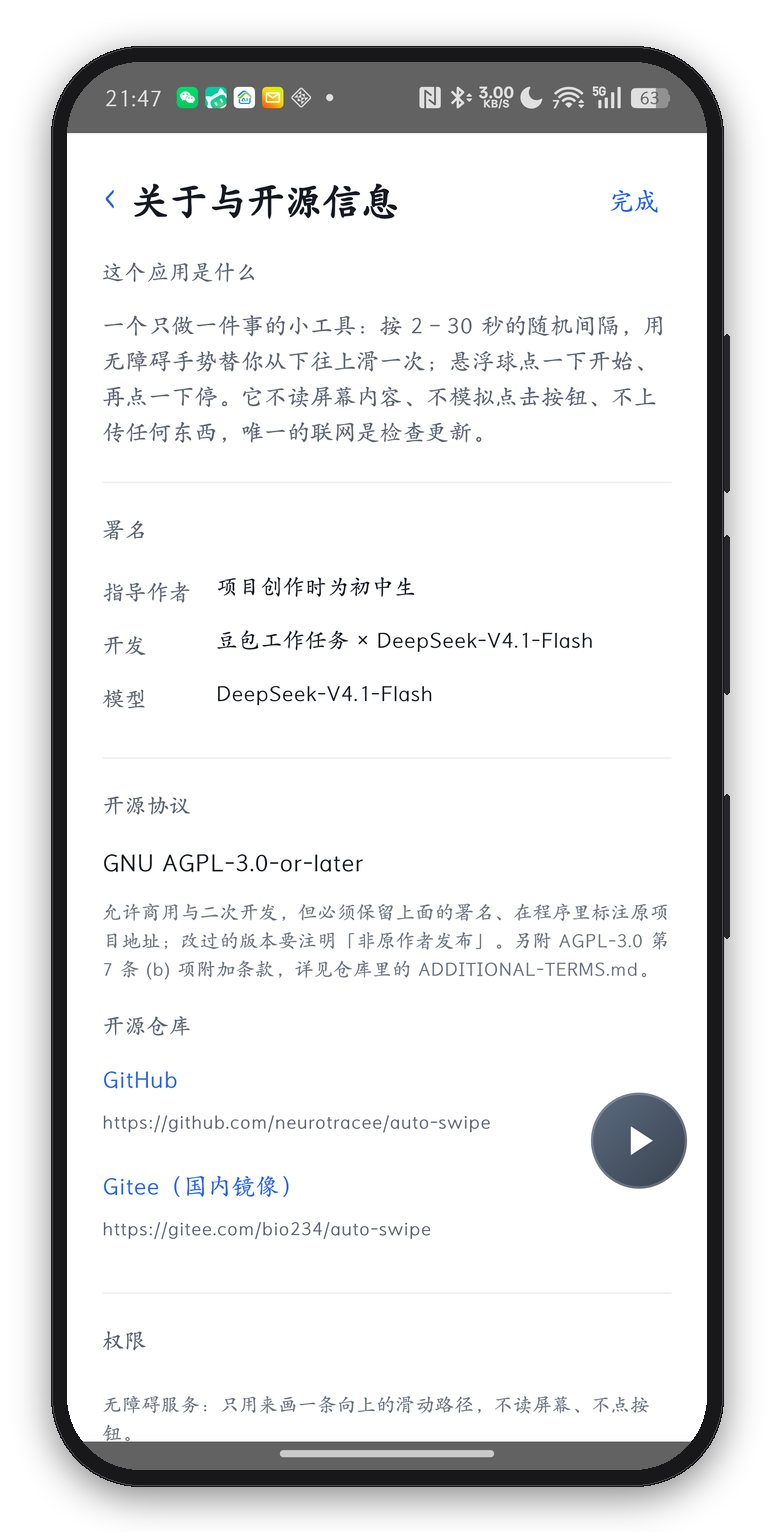 21:47
3.00 KB/S
7
5G
63
关于与开源信息
完成
这个应用是什么
一个只做一件事的小工具：按 2 – 30 秒的随机间隔，用
无障碍手势替你从下往上滑一次；悬浮球点一下开始、
再点一下停。它不读屏幕内容、不模拟点击按钮、不上
传任何东西，唯一的联网是检查更新。
署名
指导作者 项目创作时为初中生
开发 豆包工作任务 × DeepSeek-V4.1-Flash
模型 DeepSeek-V4.1-Flash
开源协议
GNU AGPL-3.0-or-later
允许商用与二次开发，但必须保留上面的署名、在程序里标注原项
目地址；改过的版本要注明「非原作者发布」。另附 AGPL-3.0 第
7 条 (b) 项附加条款，详见仓库里的 ADDITIONAL-TERMS.md。
开源仓库
GitHub
https://github.com/neurotracee/auto-swipe
Gitee（国内镜像）
https://gitee.com/bio234/auto-swipe
权限
无障碍服务：只用来画一条向上的滑动路径，不读屏幕、不点按
钮。